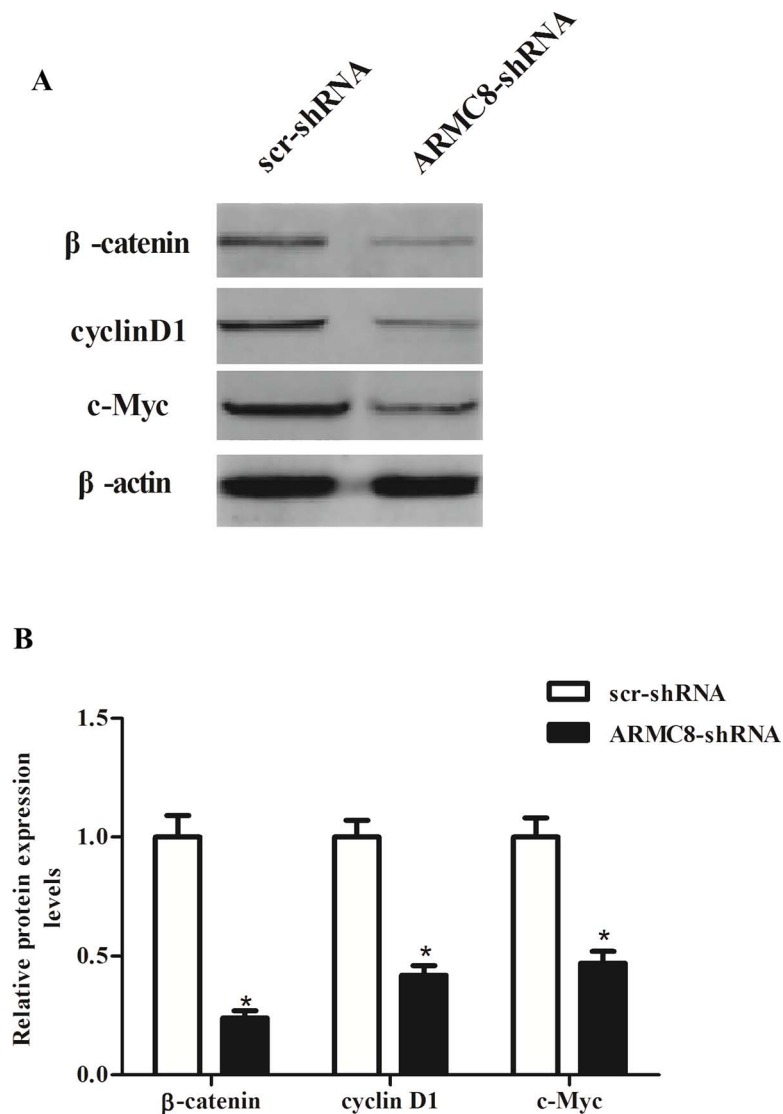 A
scr-shRNA
ARMC8-shRNA
β -catenin
cyclinD1
c-Myc
β -actin
B
scr-shRNA
ARMC8-shRNA
Relative protein expression
levels
1.5
1.0
0.5
0.0
*
*
*
β-catenin
cyclin D1
c-Myc